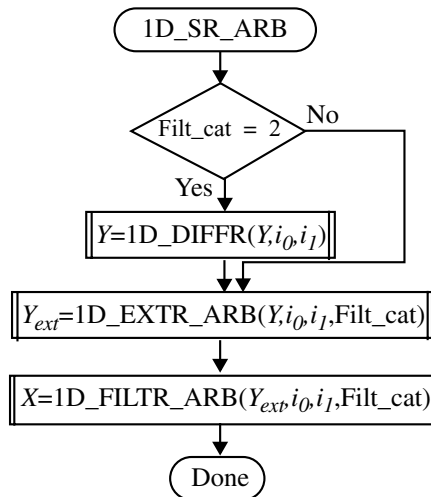 1D_SR_ARB
Filt_cat = 2
No
Yes
Y=1D_DIFFR(Y,i0,i1)
Yext=1D_EXTR_ARB(Y,i0,i1,Filt_cat)
X=1D_FILTR_ARB(Yext,i0,i1,Filt_cat)
Done